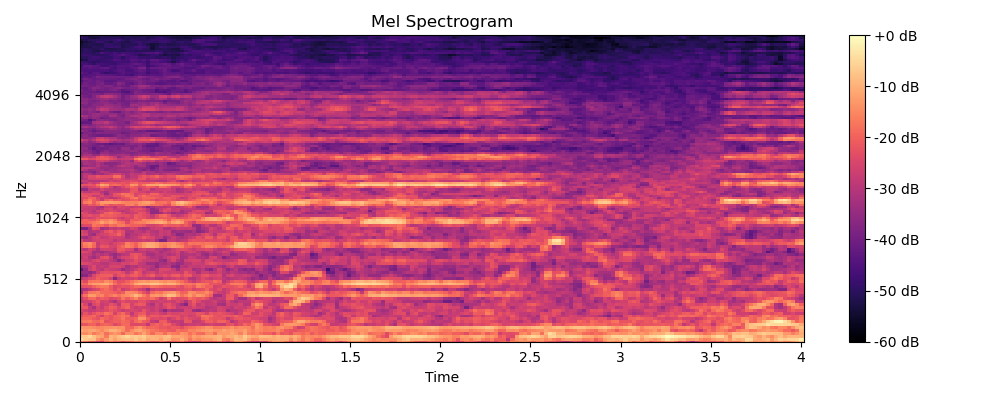 Mel Spectrogram
Hz
4096
2048
1024
512
0
0 0.5 1 1.5 2 2.5 3 3.5 4
Time
+0 dB
-10 dB
-20 dB
-30 dB
-40 dB
-50 dB
-60 dB